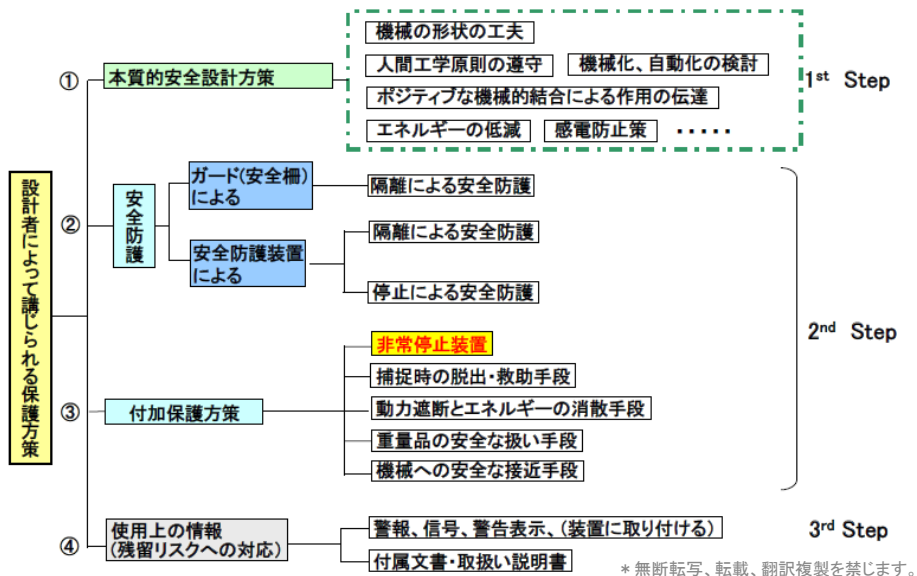 機械の形状の工夫
人間工学原則の遵守
機械化、自動化の検討
① 本質的安全設計方策
1st Step
ポジティブな機械的結合による作用の伝達
エネルギーの低減
感電防止策
・・・・・
設計者によって講じられる保護方策
②
安全防護
ガード(安全柵)
による
隔離による安全防護
安全防護装置
による
隔離による安全防護
停止による安全防護
2nd Step
非常停止装置
捕捉時の脱出・救助手段
③ 付加保護方策
動力遮断とエネルギーの消散手段
重量品の安全な扱い手段
機械への安全な接近手段
④
使用上の情報
(残留リスクへの対応)
警報、信号、警告表示、(装置に取り付ける)
付属文書・取扱い説明書
3rd Step
＊無断転写、転載、翻訳複製を禁じます。